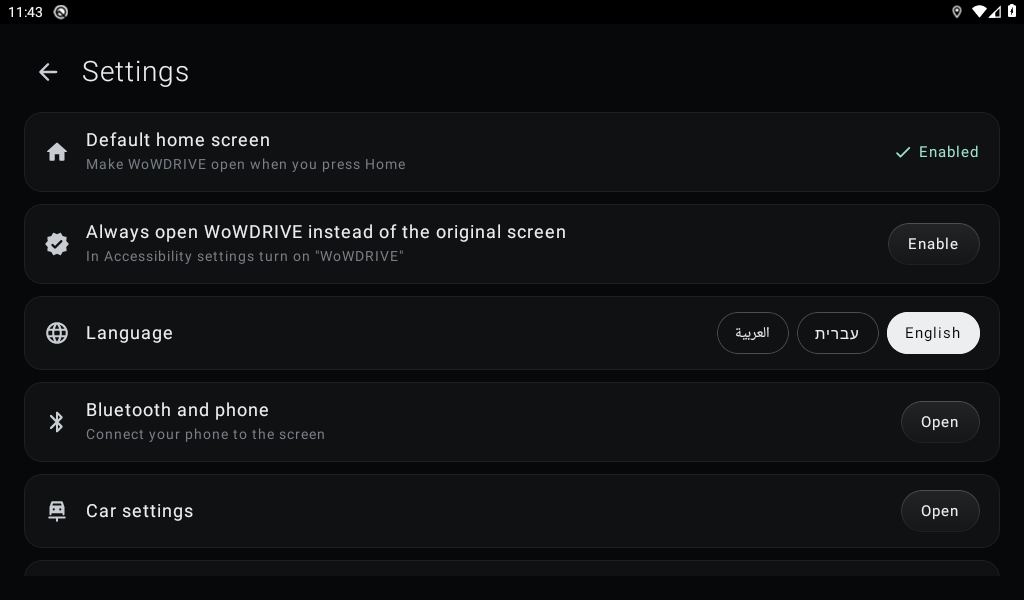 11:43
Settings
Default home screen
Make WoWDRIVE open when you press Home
Enabled
Always open WoWDRIVE instead of the original screen
In Accessibility settings turn on "WoWDRIVE"
Enable
Language
العربية
עברית
English
Bluetooth and phone
Connect your phone to the screen
Open
Car settings
Open